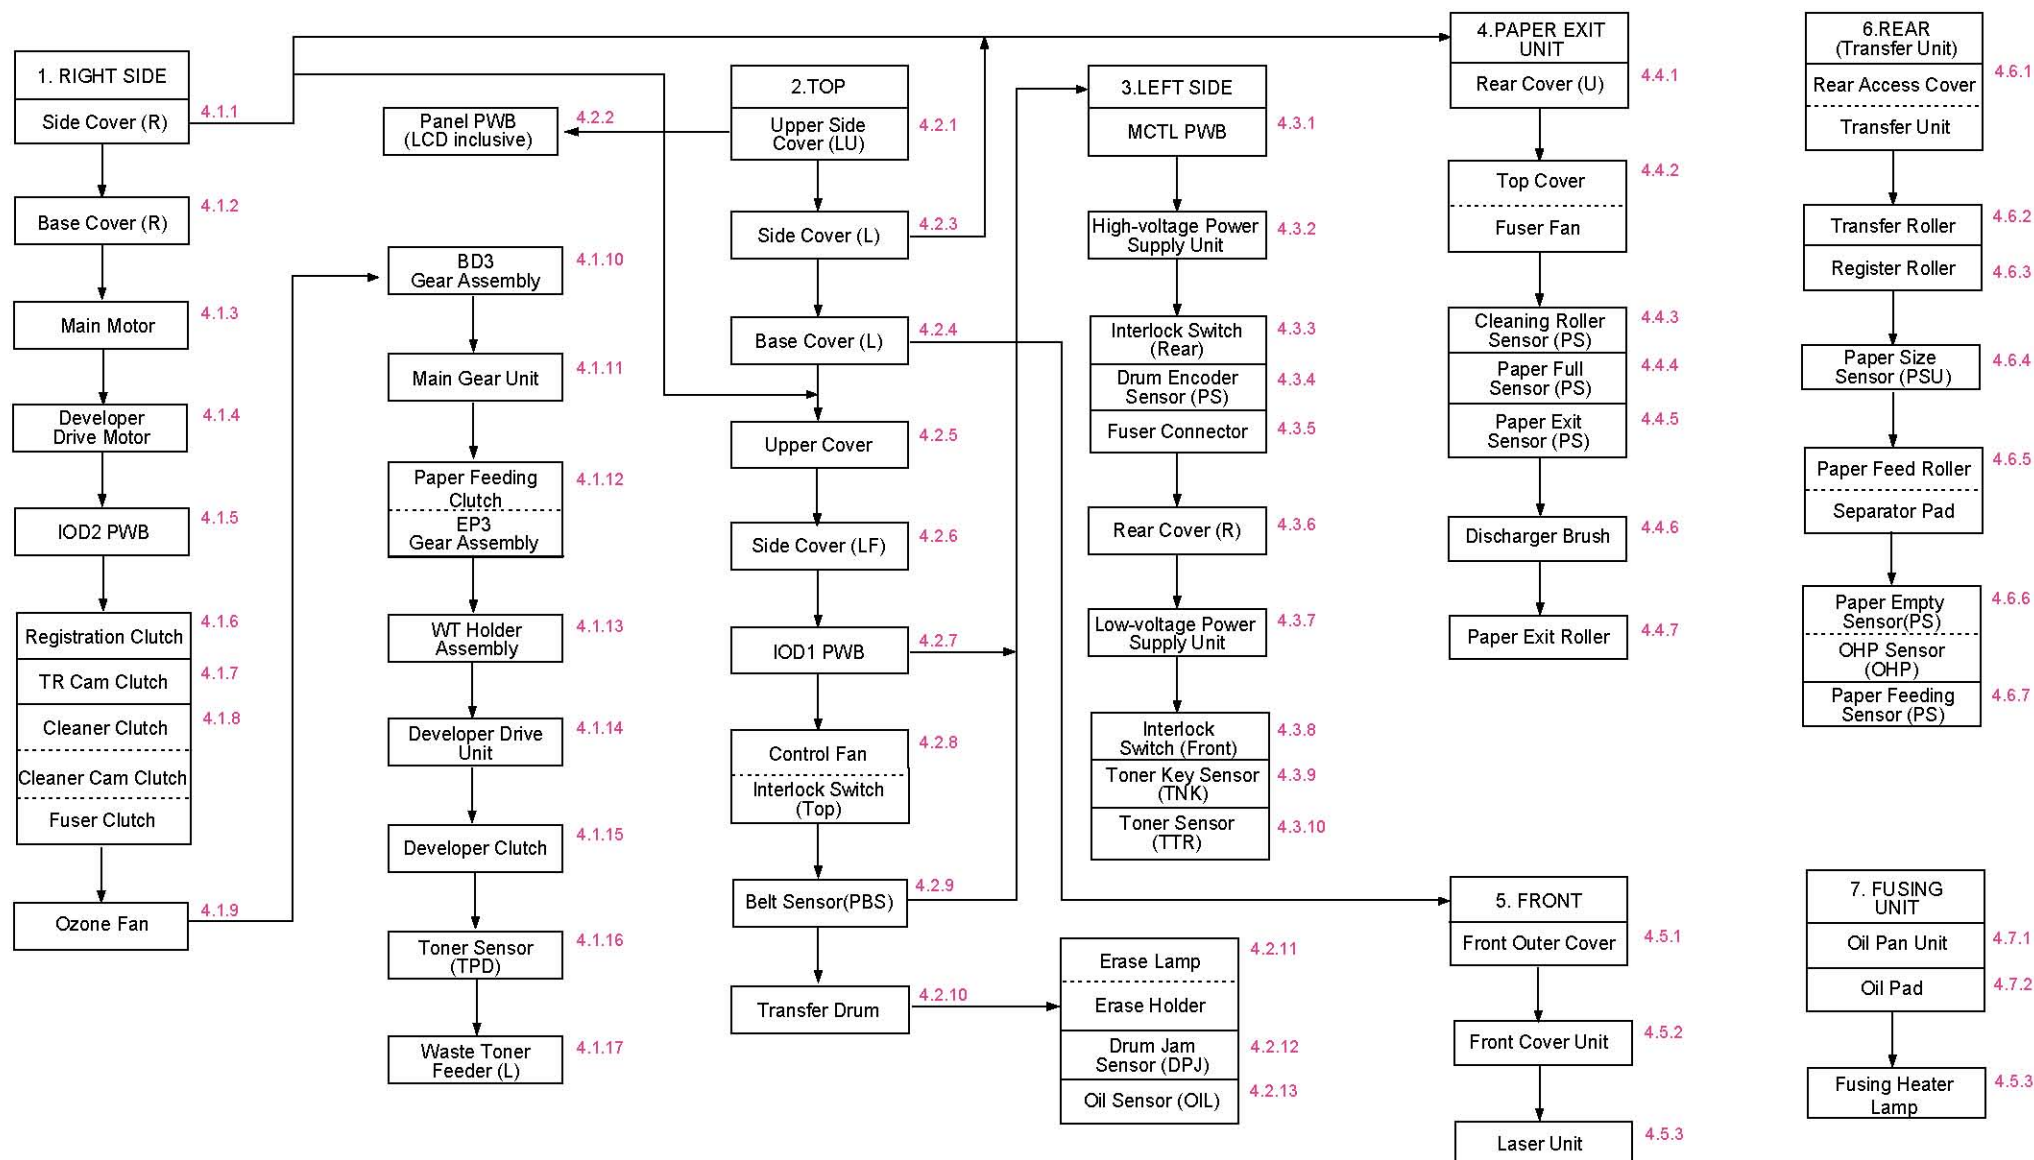 1. RIGHT SIDE
Side Cover (R)
4.1.1
Base Cover (R)
4.1.2
Main Motor
4.1.3
Developer
Drive Motor
4.1.4
IOD2 PWB
4.1.5
Registration Clutch
4.1.6
TR Cam Clutch
4.1.7
Cleaner Clutch
4.1.8
Cleaner Cam Clutch
Fuser Clutch
Ozone Fan
4.1.9
Panel PWB
(LCD inclusive)
4.2.2
BD3
Gear Assembly
4.1.10
Main Gear Unit
4.1.11
Paper Feeding
Clutch
4.1.12
EP3
Gear Assembly
WT Holder
Assembly
4.1.13
Developer Drive
Unit
4.1.14
Developer Clutch
4.1.15
Toner Sensor
(TPD)
4.1.16
Waste Toner
Feeder (L)
4.1.17
2.TOP
Upper Side
Cover (LU)
4.2.1
Side Cover (L)
4.2.3
Base Cover (L)
4.2.4
Upper Cover
4.2.5
Side Cover (LF)
4.2.6
IOD1 PWB
4.2.7
Control Fan
4.2.8
Interlock Switch
(Top)
Belt Sensor(PBS)
4.2.9
Transfer Drum
4.2.10
Erase Lamp
4.2.11
Erase Holder
Drum Jam
Sensor (DPJ)
4.2.12
Oil Sensor (OIL)
4.2.13
3.LEFT SIDE
MCTL PWB
4.3.1
High-voltage Power
Supply Unit
4.3.2
Interlock Switch
(Rear)
4.3.3
Drum Encoder
Sensor (PS)
4.3.4
Fuser Connector
4.3.5
Rear Cover (R)
4.3.6
Low-voltage Power
Supply Unit
4.3.7
Interlock
Switch (Front)
4.3.8
Toner Key Sensor
(TNK)
4.3.9
Toner Sensor
(TTR)
4.3.10
4.PAPER EXIT
UNIT
Rear Cover (U)
4.4.1
Top Cover
4.4.2
Fuser Fan
Cleaning Roller
Sensor (PS)
4.4.3
Paper Full
Sensor (PS)
4.4.4
Paper Exit
Sensor (PS)
4.4.5
Discharger Brush
4.4.6
Paper Exit Roller
4.4.7
5. FRONT
Front Outer Cover
4.5.1
Front Cover Unit
4.5.2
Laser Unit
4.5.3
6.REAR
(Transfer Unit)
Rear Access Cover
4.6.1
Transfer Unit
Transfer Roller
4.6.2
Register Roller
4.6.3
Paper Size
Sensor (PSU)
4.6.4
Paper Feed Roller
4.6.5
Separator Pad
Paper Empty
Sensor(PS)
4.6.6
OHP Sensor
(OHP)
Paper Feeding
Sensor (PS)
4.6.7
7. FUSING
UNIT
Oil Pan Unit
4.7.1
Oil Pad
4.7.2
Fusing Heater
Lamp
4.5.3